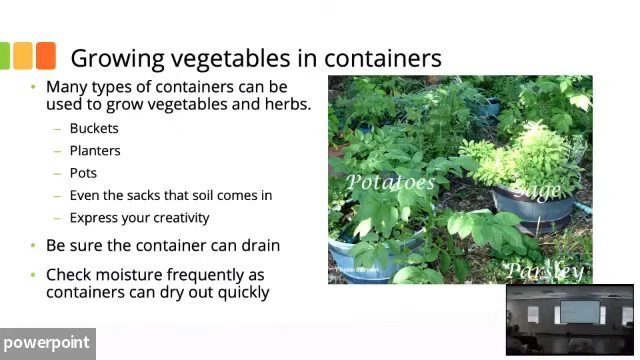 Growing vegetables in containers
• Many types of containers can be
used to grow vegetables and herbs.
– Buckets
– Planters
– Pots
– Even the sacks that soil comes in
– Express your creativity
• Be sure the container can drain
• Check moisture frequently as
containers can dry out quickly
Potatoes
Sage
Parsley
powerpoint